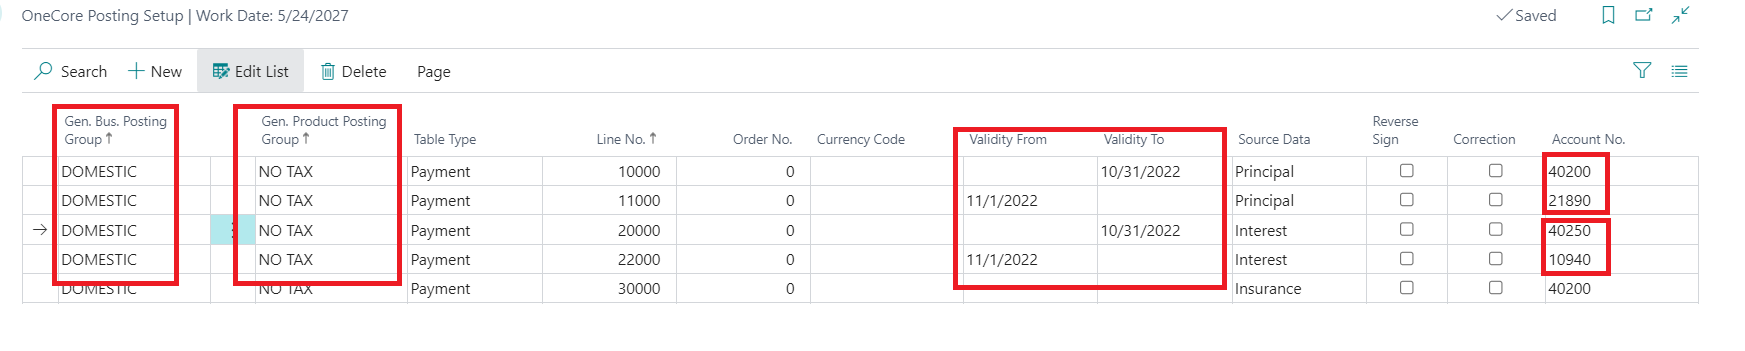 OneCore Posting Setup | Work Date: 5/24/2027 Saved
Search New Edit List Delete Page
Gen. Bus. Posting Group Gen. Product Posting Group Table Type Line No. Order No. Currency Code Validity From Validity To Source Data Reverse Sign Correction Account No.
DOMESTIC NO TAX Payment 10000 0 10/31/2022 Principal 40200
DOMESTIC NO TAX Payment 11000 0 11/1/2022 Principal 21890
DOMESTIC NO TAX Payment 20000 0 10/31/2022 Interest 40250
DOMESTIC NO TAX Payment 22000 0 11/1/2022 Interest 10940
DOMESTIC NO TAX Payment 30000 0 Insurance 40200